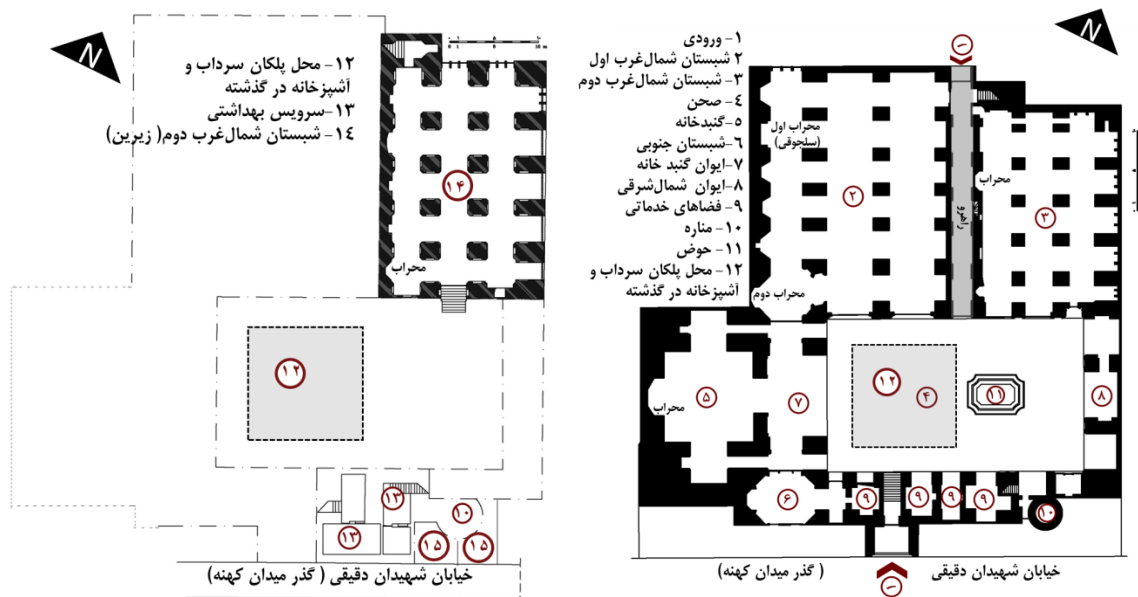 N
۱- ورودی
۲ شبستان شمال‌غرب اول
۳- شبستان شمال‌غرب دوم
۴- صحن
۵- گنبدخانه
۶- شبستان جنوبی
۷- ایوان گنبد خانه
۸- ایوان شمال‌شرقی
۹- فضاهای خدماتی
۱۰- مناره
۱۱- حوض
۱۲- محل پلکان سرداب و
آشپزخانه در گذشته
۱
محراب اول
(سلجوقی)
محراب
۲
راهرو
۳
محراب دوم
۱۲
۴
۱۱
۸
۷
۵
محراب
۶
۹
۹
۹
۹
۱۰
خیابان شهیدان دقیقی
( گذر میدان کهنه)
۱
N
۱۲- محل پلکان سرداب و
آشپزخانه در گذشته
۱۳-سرویس بهداشتی
۱۴- شبستان شمال‌غرب دوم( زیرین)
10 m
۱۴
محراب
۱۲
۱۳
۱۰
۱۳
۱۵
۱۵
خیابان شهیدان دقیقی ( گذر میدان کهنه)